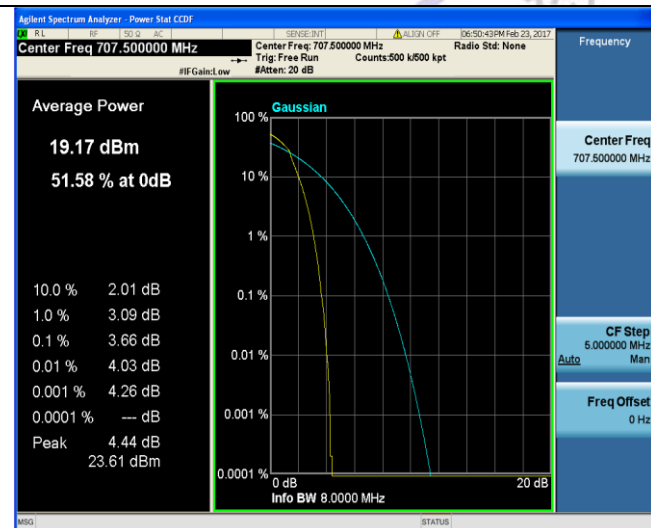 Agilent Spectrum Analyzer - Power Stat CCDF
RL RF 50 Ω AC SENSE:INT ALIGN OFF 06:50:43PM Feb 23, 2017
Center Freq 707.500000 MHz
Center Freq: 707.500000 MHz Radio Std: None
Trig: Free Run Counts:500 k/500 kpt
#IFGain:Low #Atten: 20 dB
Frequency
Average Power
19.17 dBm
51.58 % at 0dB
10.0 % 2.01 dB
1.0 % 3.09 dB
0.1 % 3.66 dB
0.01 % 4.03 dB
0.001 % 4.26 dB
0.0001 % --- dB
Peak 4.44 dB
23.61 dBm
Gaussian
100 %
10 %
1 %
0.1 %
0.01 %
0.001 %
0.0001 %
0 dB 20 dB
Info BW 8.0000 MHz
Center Freq
707.500000 MHz
CF Step
5.000000 MHz
Auto Man
Freq Offset
0 Hz
MSG STATUS